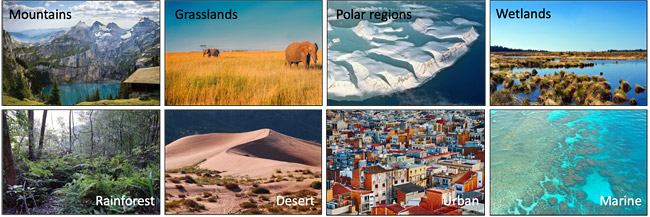 Mountains
Grasslands
Polar regions
Wetlands
Rainforest
Desert
Urban
Marine